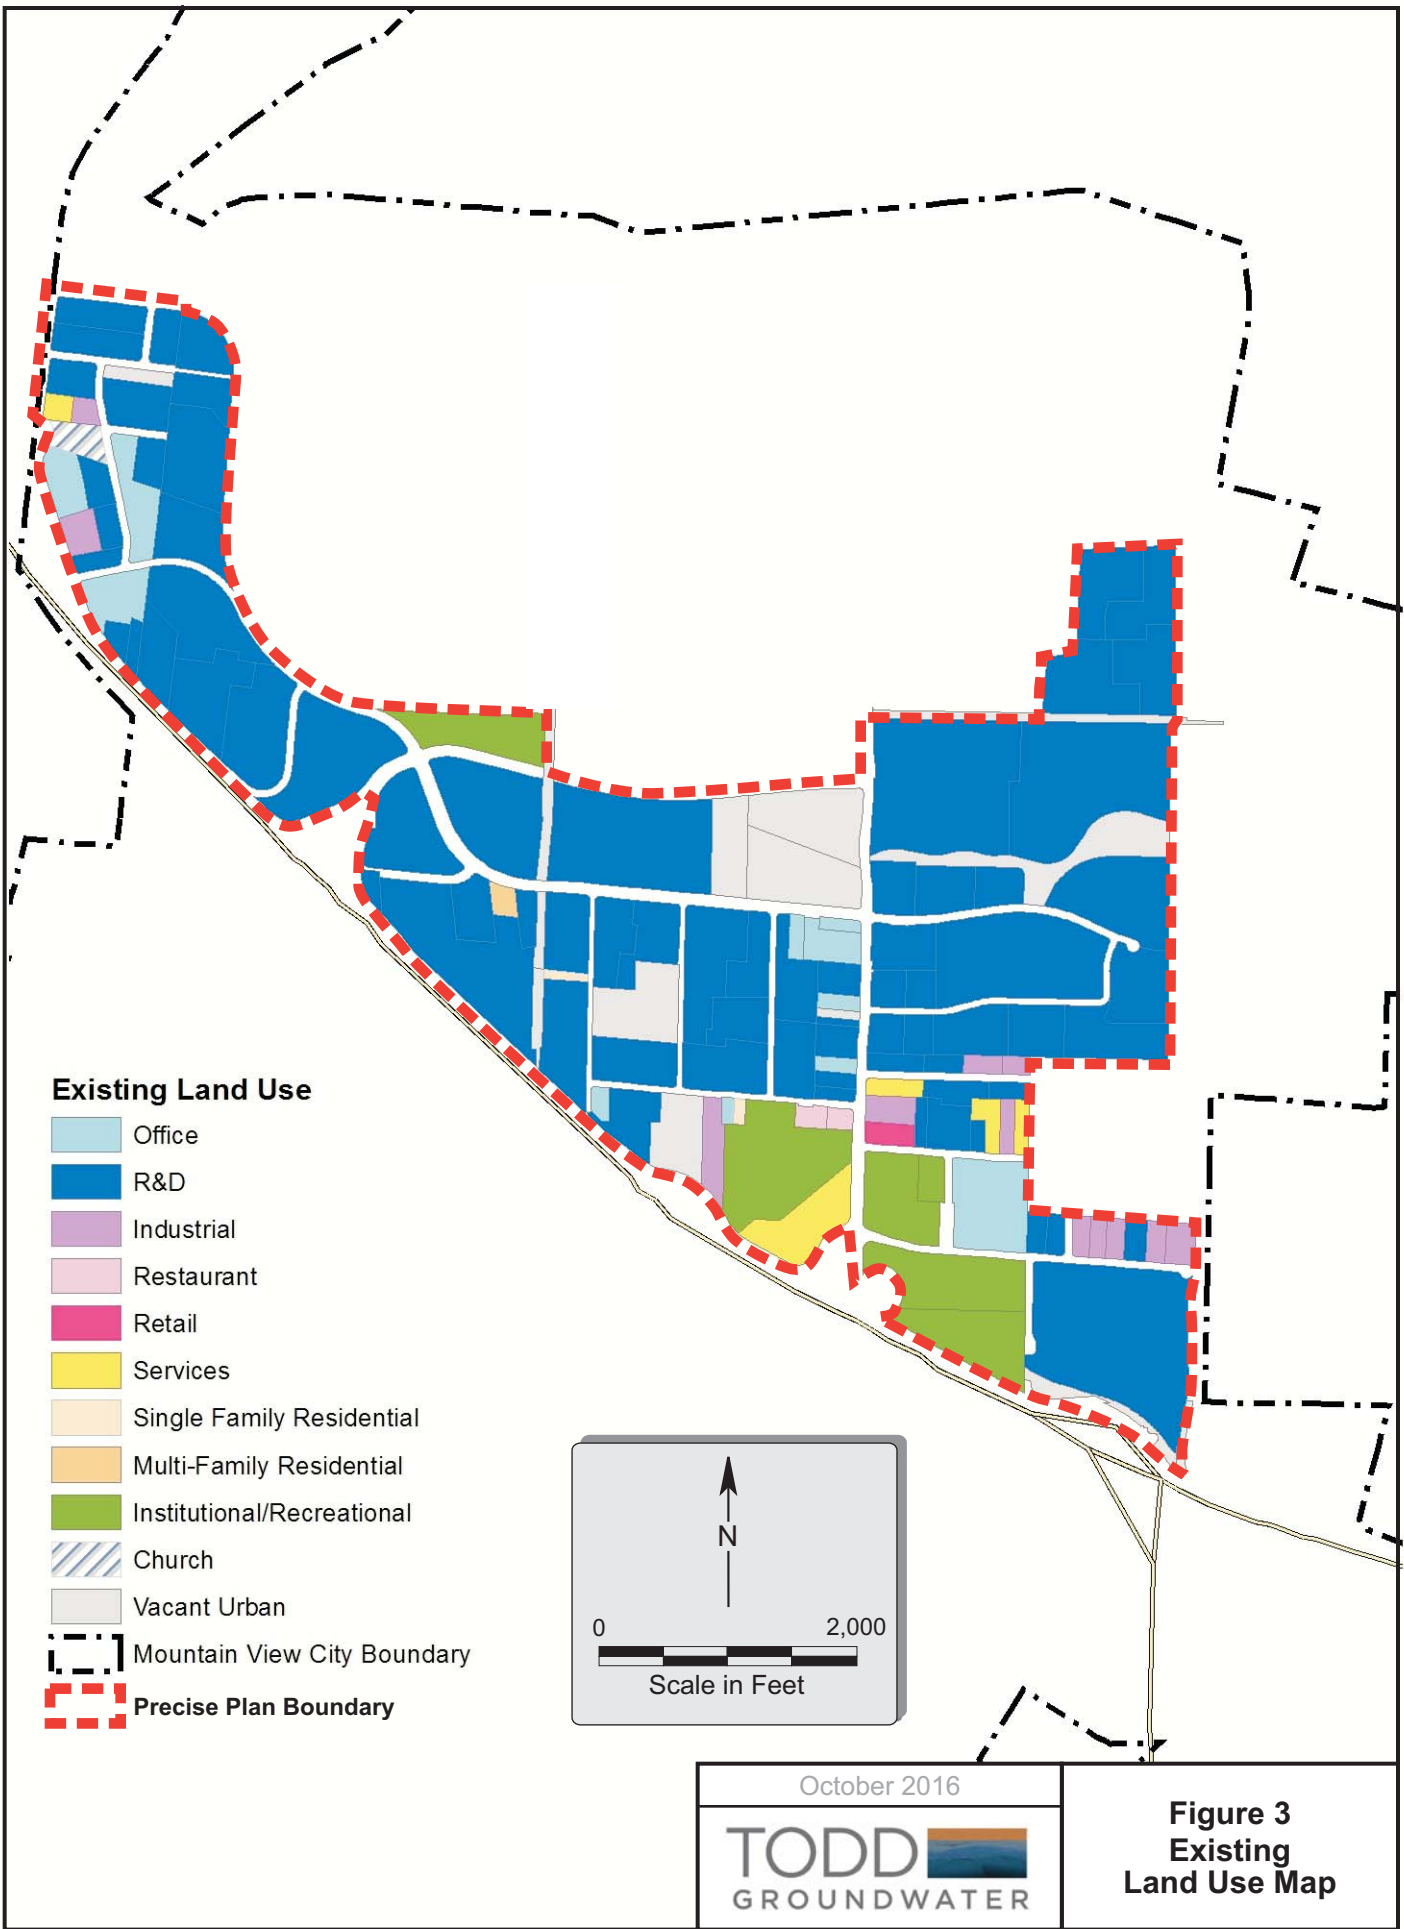 Existing Land Use
Office
R&D
Industrial
Restaurant
Retail
Services
Single Family Residential
Multi-Family Residential
Institutional/Recreational
Church
Vacant Urban
Mountain View City Boundary
Precise Plan Boundary
N
0 2,000
Scale in Feet
October 2016
TODD
GROUNDWATER
Figure 3
Existing
Land Use Map